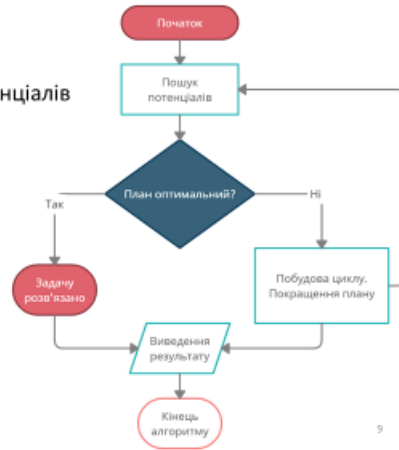 Початок
Пошук
потенціалів
нціалів
План оптимальний?
Так
Ні
Задачу
розв'язано
Побудова циклу.
Покращення плану
Виведення
результату
Кінець
алгоритму
9